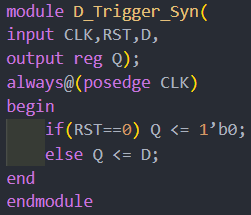 module D_Trigger_Syn(
input CLK,RST,D,
output reg Q);
always@(posedge CLK)
begin
    if(RST==0) Q <= 1’b0;
    else Q <= D;
end
endmodule